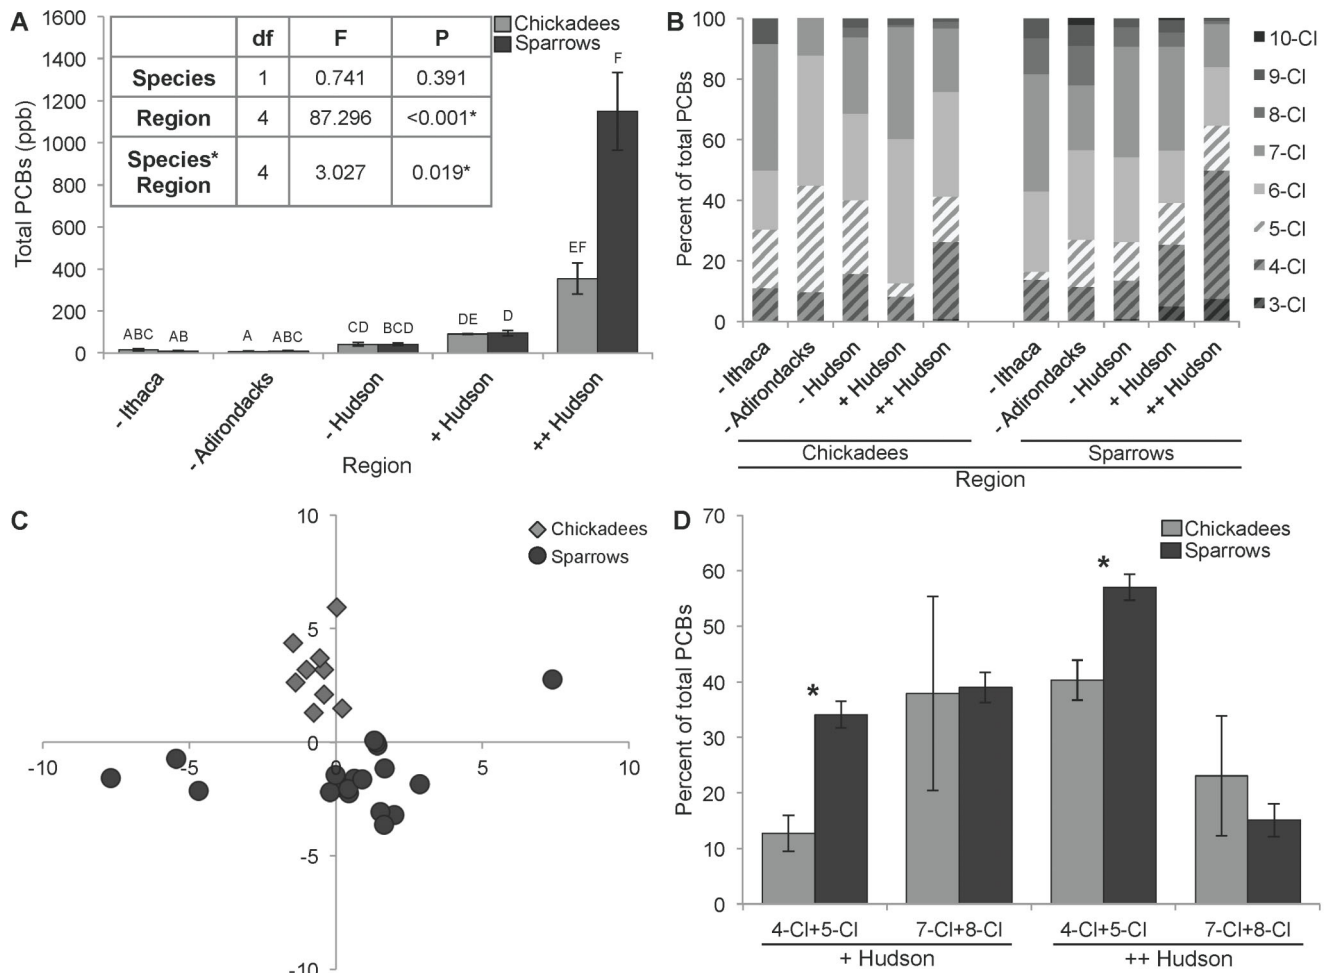 A
1600
1400
1200
1000
800
600
400
200
0
Total PCBs (ppb)
df F P
Species 1 0.741 0.391
Region 4 87.296 <0.001*
Species* Region 4 3.027 0.019*
Chickadees
Sparrows
ABC AB A ABC CD BCD DE D EF F
- Ithaca
- Adirondacks
- Hudson
+ Hudson
++ Hudson
Region
B
100
80
60
40
20
0
Percent of total PCBs
10-Cl
9-Cl
8-Cl
7-Cl
6-Cl
5-Cl
4-Cl
3-Cl
- Ithaca
- Adirondacks
- Hudson
+ Hudson
++ Hudson
- Ithaca
- Adirondacks
- Hudson
+ Hudson
++ Hudson
Chickadees Sparrows
Region
C
10
5
-10 -5 0 5 10
-5
-10
Chickadees
Sparrows
D
70
60
50
40
30
20
10
0
Percent of total PCBs
Chickadees
Sparrows
* *
4-Cl+5-Cl 7-Cl+8-Cl 4-Cl+5-Cl 7-Cl+8-Cl
+ Hudson ++ Hudson